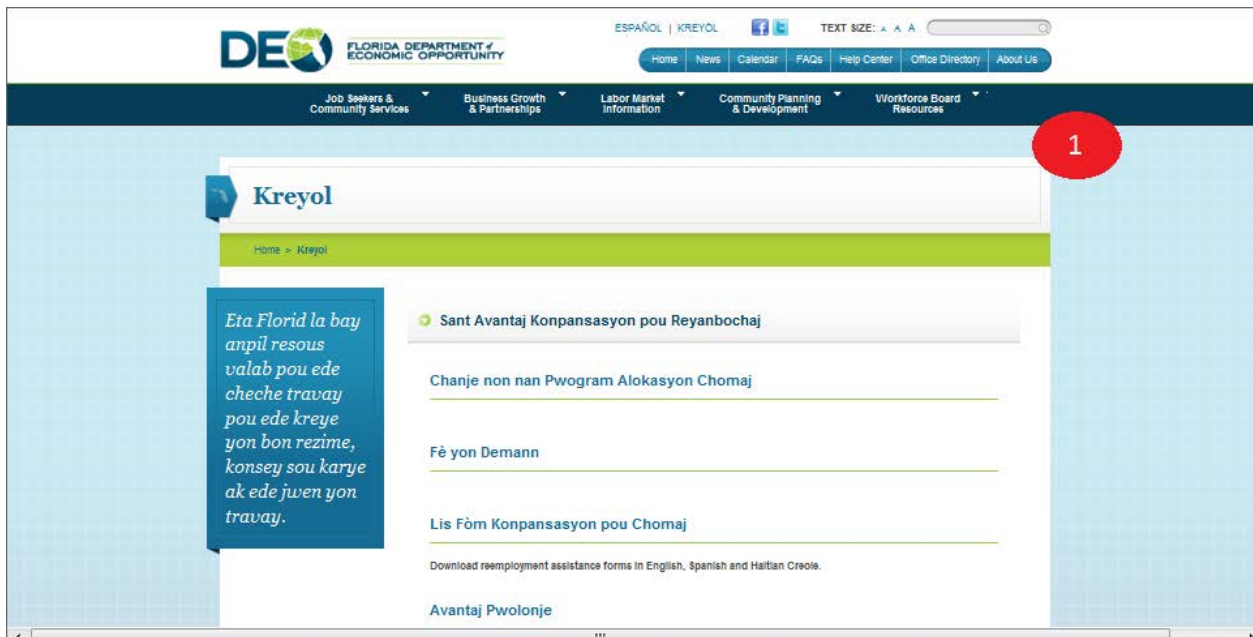 ESPAÑOL | KREYÒL TEXT SIZE: A A A
DEO FLORIDA DEPARTMENT of
ECONOMIC OPPORTUNITY
Home News Calendar FAQs Help Center Office Directory About Us
Job Seekers & Business Growth Labor Market Community Planning Workforce Board
Community Services & Partnerships Information & Development Resources
1
Kreyol
Home > Kreyol
Eta Florid la bay
anpil resous
valab pou ede
cheche travay
pou ede kreye
yon bon rezime,
konsey sou karye
ak ede jwen yon
travay.
Sant Avantaj Konpansasyon pou Reyanbochaj
Chanje non nan Pwogram Alokasyon Chomaj
Fè yon Demann
Lis Fòm Konpansasyon pou Chomaj
Download reemployment assistance forms in English, Spanish and Haitian Creole.
Avantaj Pwolonje